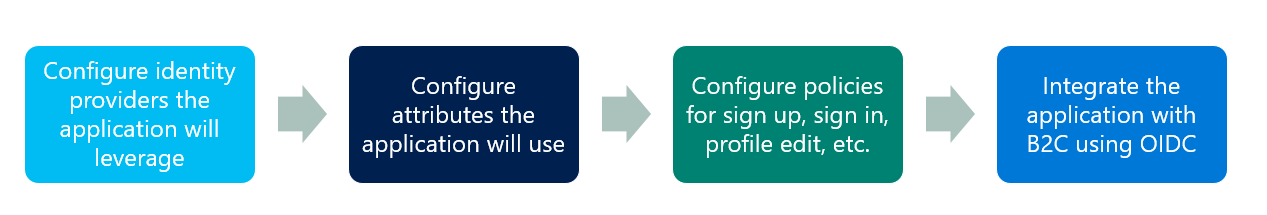 Configure identity
providers the
application will
leverage
Configure
attributes the
application will use
Configure policies
for sign up, sign in,
profile edit, etc.
Integrate the
application with
B2C using OIDC